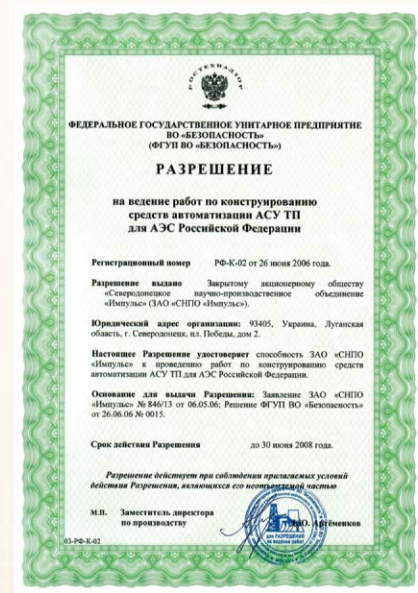 РОСТЕХНАДЗОР
ФЕДЕРАЛЬНОЕ ГОСУДАРСТВЕННОЕ УНИТАРНОЕ ПРЕДПРИЯТИЕ
ВО «БЕЗОПАСНОСТЬ»
(ФГУП ВО «БЕЗОПАСНОСТЬ»)
РАЗРЕШЕНИЕ
на ведение работ по конструированию
средств автоматизации АСУ ТП
для АЭС Российской Федерации
Регистрационный номер РФ-К-02 от 26 июня 2006 года.
Разрешение выдано Закрытому акционерному обществу
«Северодонецкое научно-производственное объединение
«Импульс» (ЗАО «СНПО «Импульс»).
Юридический адрес организации: 93405, Украина, Луганская
область, г. Северодонецк, пл. Победы, дом 2.
Настоящее Разрешение удостоверяет способность ЗАО «СНПО
«Импульс» к проведению работ по конструированию средств
автоматизации АСУ ТП для АЭС Российской Федерации.
Основание для выдачи Разрешения: Заявление ЗАО «СНПО
«Импульс» № 846/13 от 06.05.06; Решение ФГУП ВО «Безопасность»
от 26.06.06 № 0015.
Срок действия Разрешения до 30 июня 2008 года.
Разрешение действует при соблюдении прилагаемых условий
действия Разрешения, являющихся его неотъемлемой частью
М.П. Заместитель директора
по производству
Ю. Артёменков
для РАЗРЕШЕНИЙ
на ведение работ
03-РФ-К-02